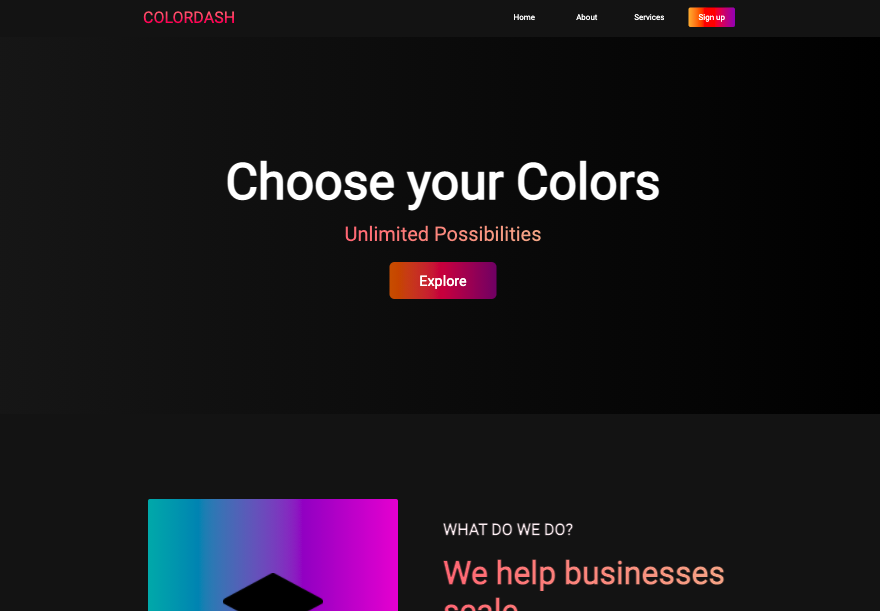 COLORDASH
Home
About
Services
Sign up
Choose your Colors
Unlimited Possibilities
Explore
WHAT DO WE DO?
We help businesses
scale